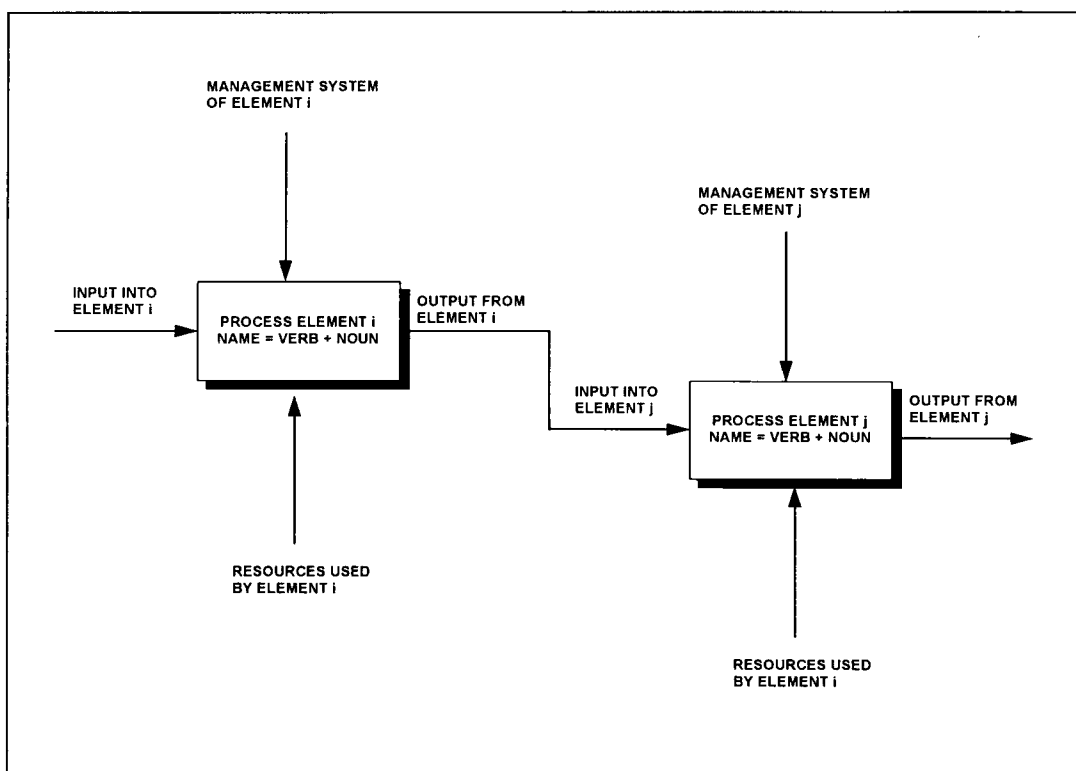 MANAGEMENT SYSTEM
OF ELEMENT i
MANAGEMENT SYSTEM
OF ELEMENT j
INPUT INTO
ELEMENT i
PROCESS ELEMENT i
NAME = VERB + NOUN
OUTPUT FROM
ELEMENT i
INPUT INTO
ELEMENT j
PROCESS ELEMENT j
NAME = VERB + NOUN
OUTPUT FROM
ELEMENT j
RESOURCES USED
BY ELEMENT i
RESOURCES USED
BY ELEMENT i